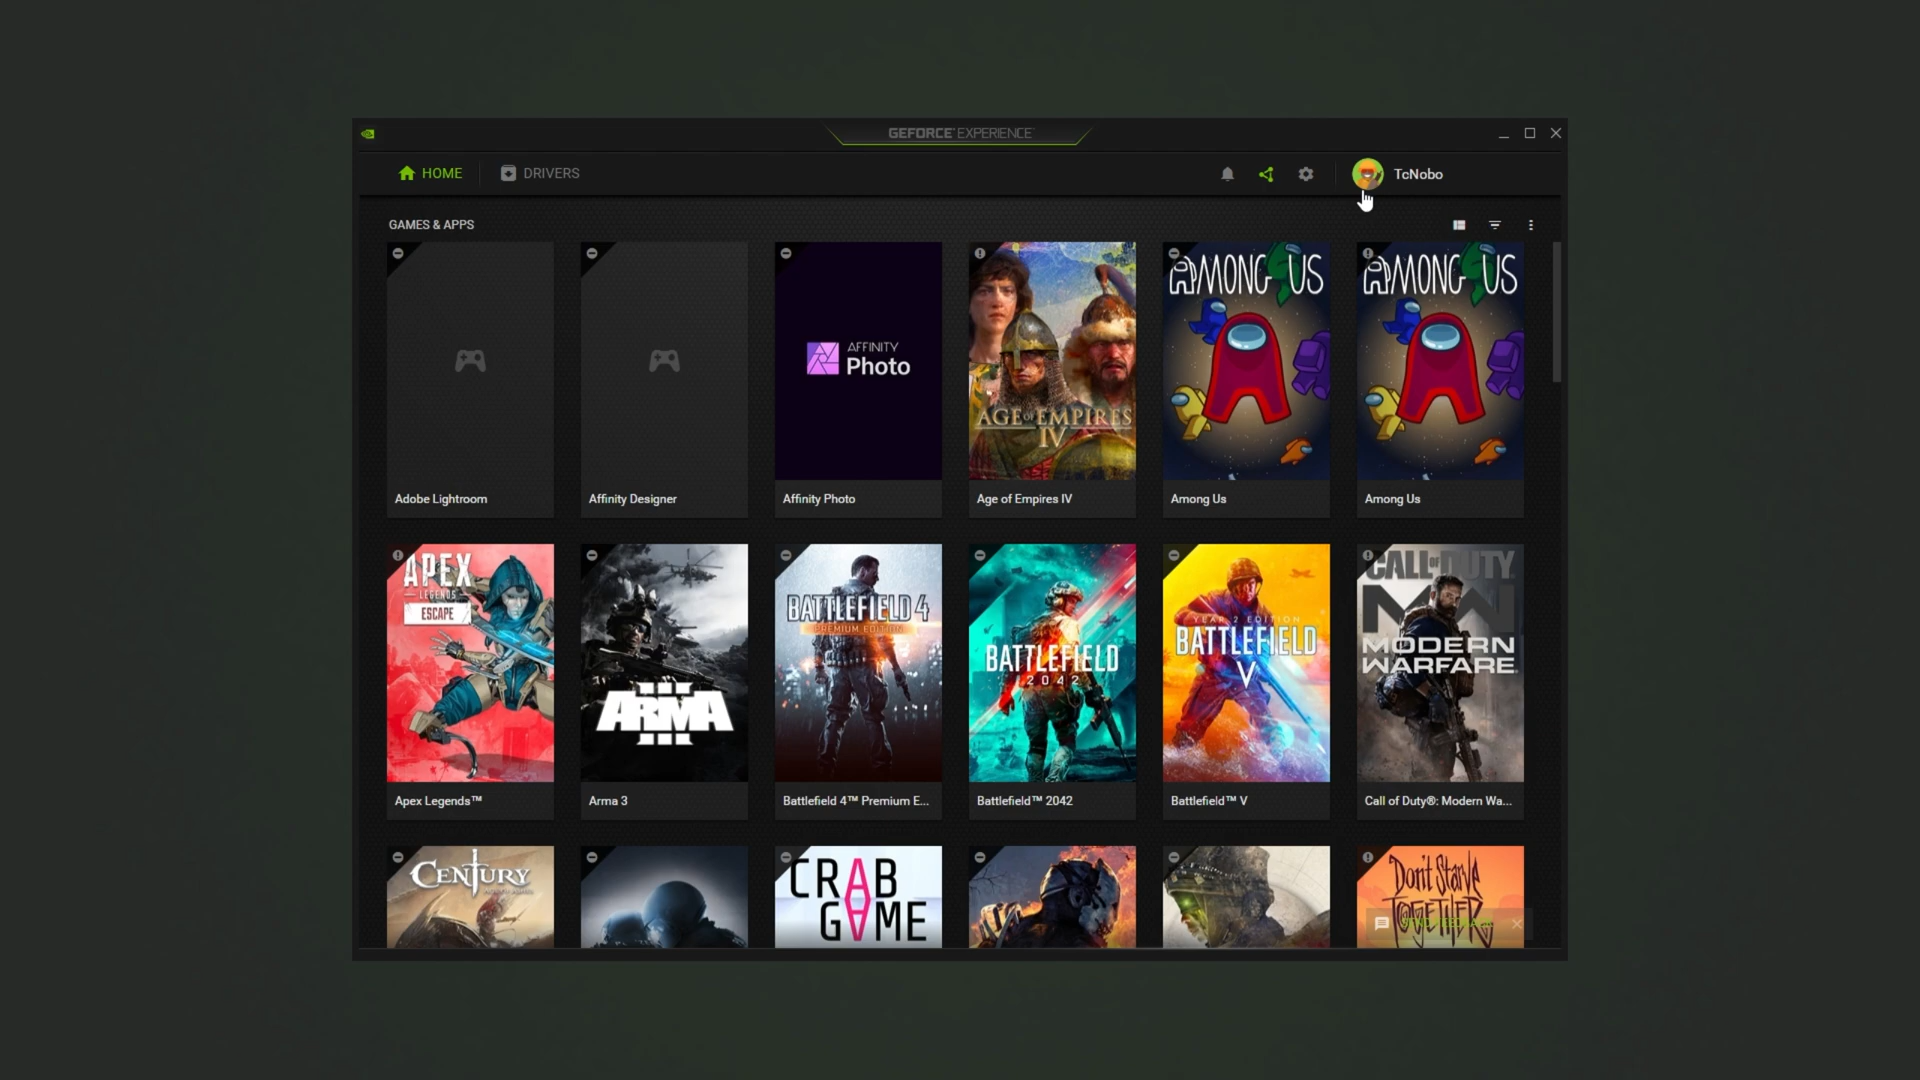 GEFORCE EXPERIENCE
HOME
DRIVERS
TcNobo
GAMES & APPS
AFFINITY
Photo
AGE OF EMPIRES
IV
AMONG US
AMONG US
Adobe Lightroom
Affinity Designer
Affinity Photo
Age of Empires IV
Among Us
Among Us
APEX
LEGENDS
ESCAPE
ARMA
III
BATTLEFIELD 4
PREMIUM EDITION
BATTLEFIELD
2042
YEAR 2 EDITION
BATTLEFIELD
V
CALL OF DUTY
MW
MODERN
WARFARE
Apex Legends™
Arma 3
Battlefield 4™ Premium E...
Battlefield™ 2042
Battlefield™ V
Call of Duty®: Modern Wa...
CENTURY
CRAB
GAME
Don't Starve
TOGETHER